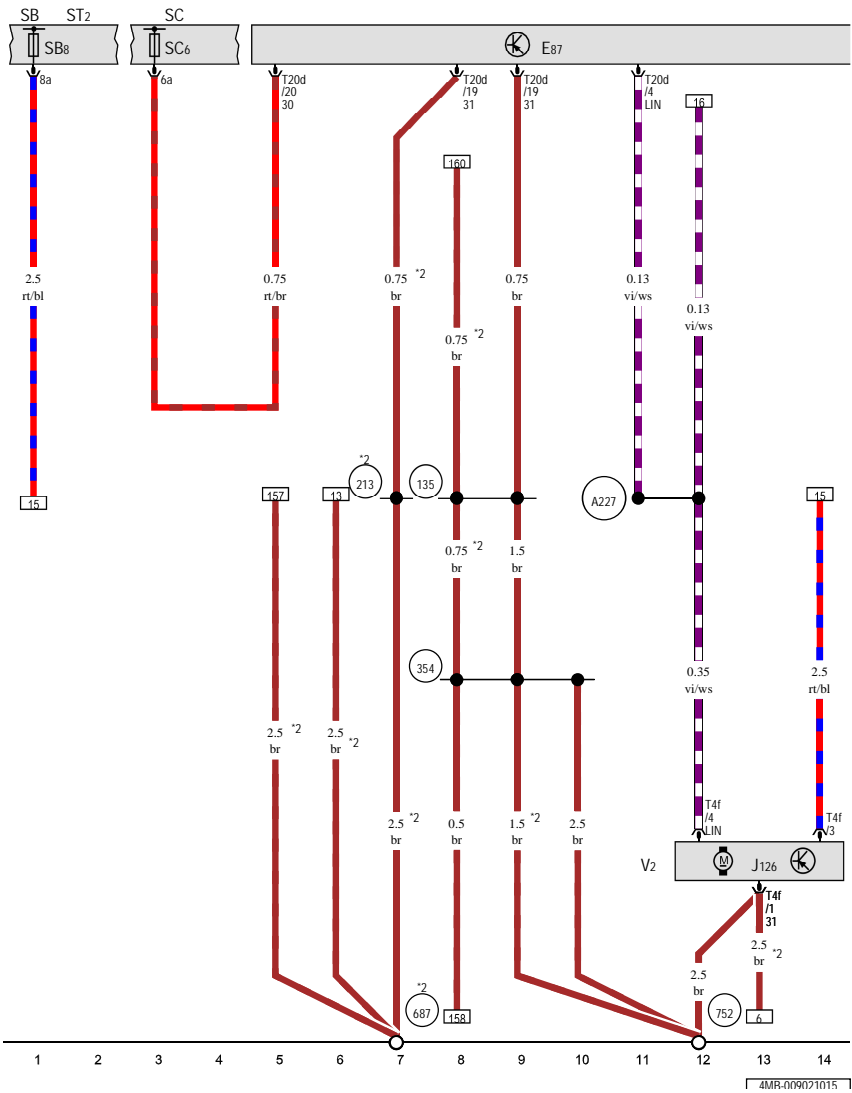 SB ST2 SC
SB8 SC6 E87
8a 6a T20d T20d T20d T20d
/20 /19 /19 /4
30 31 31 LIN
16
160
2.5 0.75 0.75 *2 0.75 0.13
rt/bl rt/br br br vi/ws
0.13
vi/ws
0.75 *2
br
*2
213 135
157 13 A227 15
15
0.75 *2 1.5
br br
354
0.35 2.5
vi/ws rt/bl
2.5 *2 2.5
br br *2
T4f T4f
/4 /3
LIN
2.5 *2 0.5 1.5 *2 2.5
br br br br
V2 M J126
T4f
/1
31
2.5 *2
br
2.5
br
*2
687 158 752 6
1 2 3 4 5 6 7 8 9 10 11 12 13 14
4MB-009021015